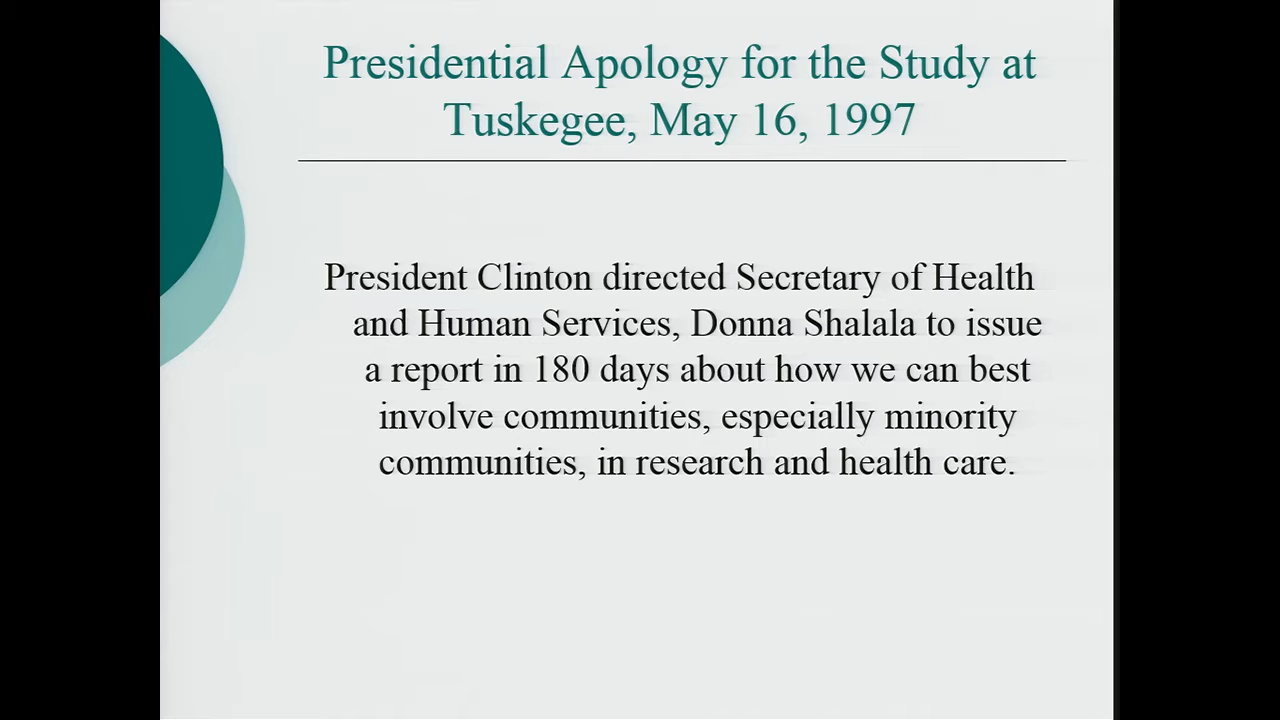 Presidential Apology for the Study at
Tuskegee, May 16, 1997
President Clinton directed Secretary of Health
and Human Services, Donna Shalala to issue
a report in 180 days about how we can best
involve communities, especially minority
communities, in research and health care.